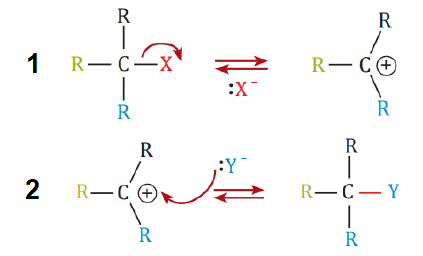 R R
1 R — C — X R — C ⊕
:X⁻
R R
R :Y⁻ R
2 R — C ⊕ R — C — Y
R R